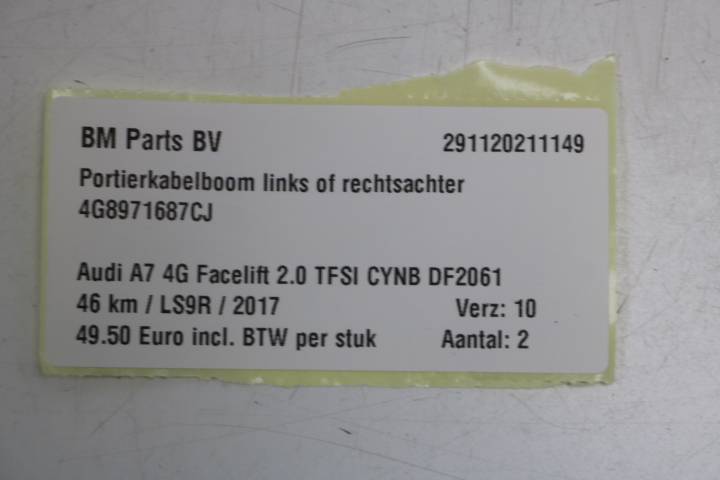 BM Parts BV 291120211149
Portierkabelboom links of rechtsachter
4G8971687CJ
Audi A7 4G Facelift 2.0 TFSI CYNB DF2061
46 km / LS9R / 2017 Verz: 10
49.50 Euro incl. BTW per stuk Aantal: 2